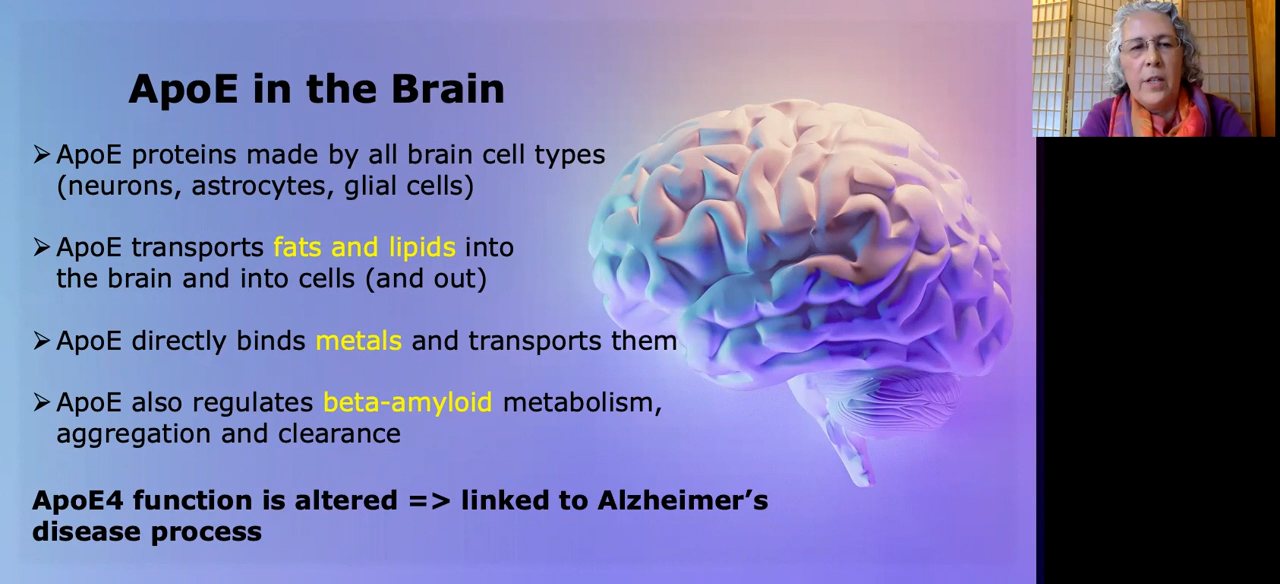 ApoE in the Brain
➢ ApoE proteins made by all brain cell types
(neurons, astrocytes, glial cells)
➢ ApoE transports fats and lipids into
the brain and into cells (and out)
➢ ApoE directly binds metals and transports them
➢ ApoE also regulates beta-amyloid metabolism,
aggregation and clearance
ApoE4 function is altered => linked to Alzheimer’s
disease process